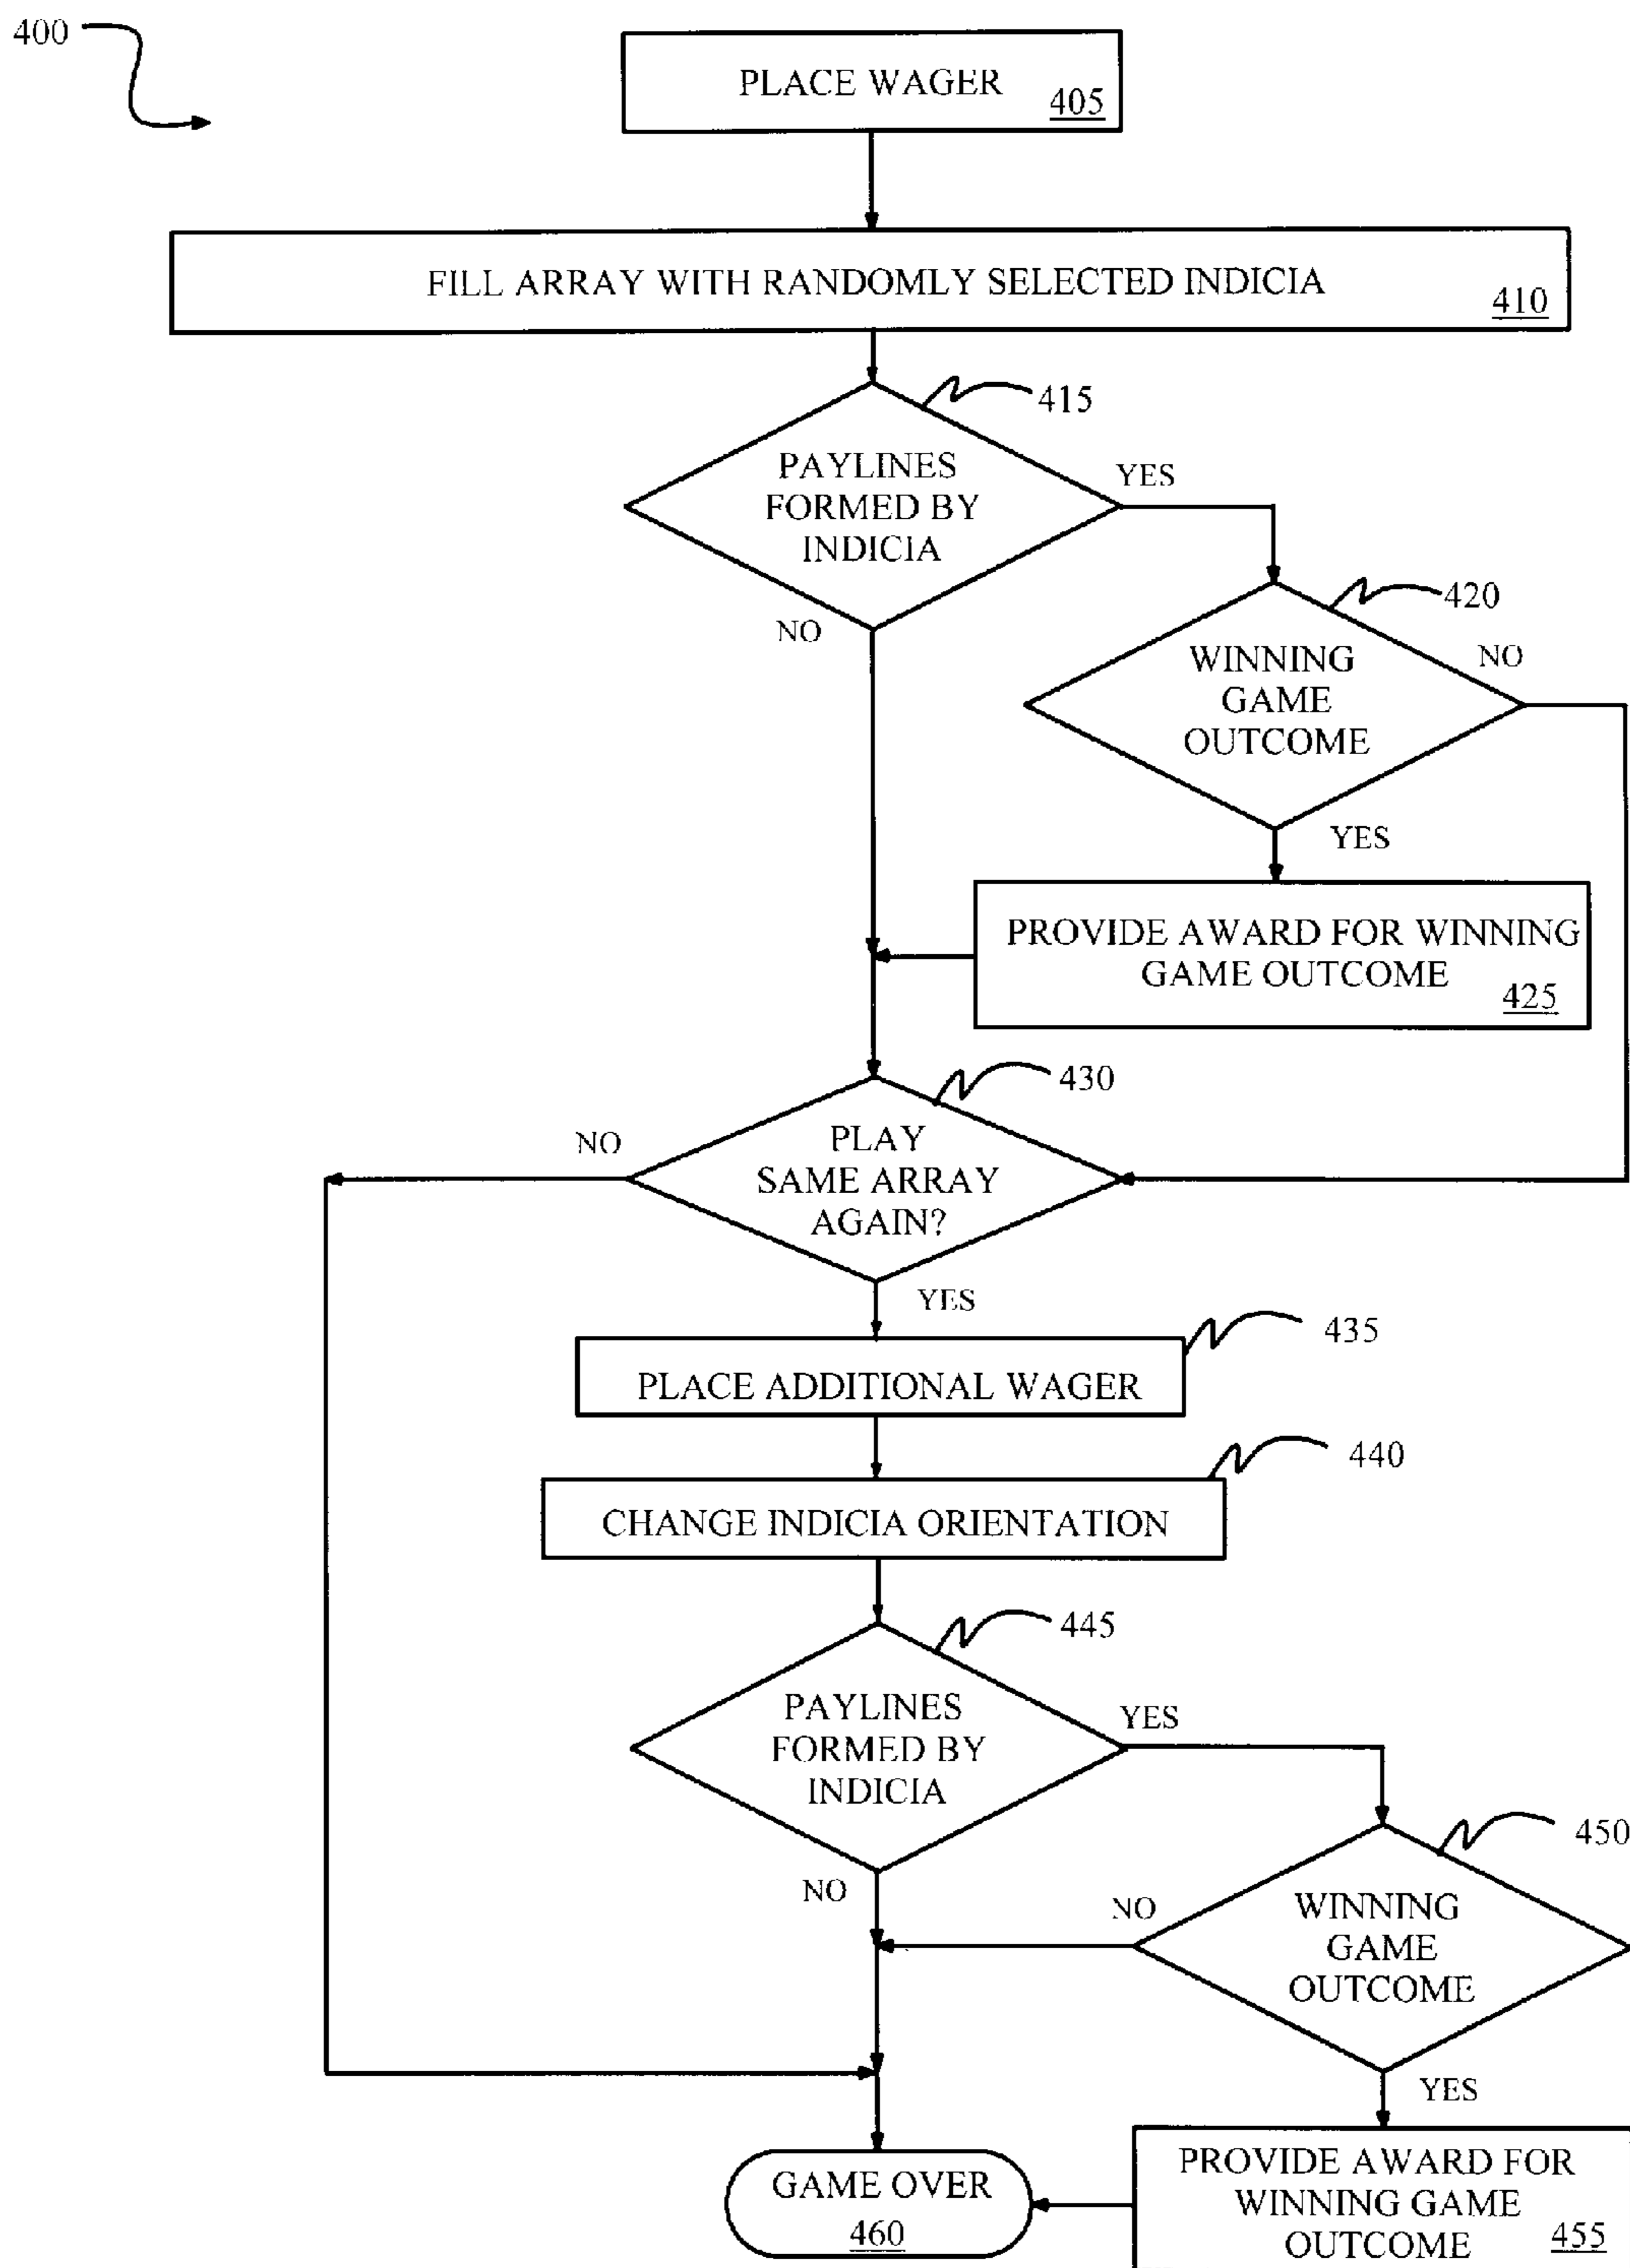 400
PLACE WAGER
405
FILL ARRAY WITH RANDOMLY SELECTED INDICIA
410
415
PAYLINES
FORMED BY
INDICIA
YES
NO
420
WINNING
GAME
OUTCOME
NO
YES
PROVIDE AWARD FOR WINNING
GAME OUTCOME
425
430
PLAY
SAME ARRAY
AGAIN?
NO
YES
435
PLACE ADDITIONAL WAGER
440
CHANGE INDICIA ORIENTATION
445
PAYLINES
FORMED BY
INDICIA
YES
NO
450
WINNING
GAME
OUTCOME
NO
YES
PROVIDE AWARD FOR
WINNING GAME
OUTCOME
455
GAME OVER
460